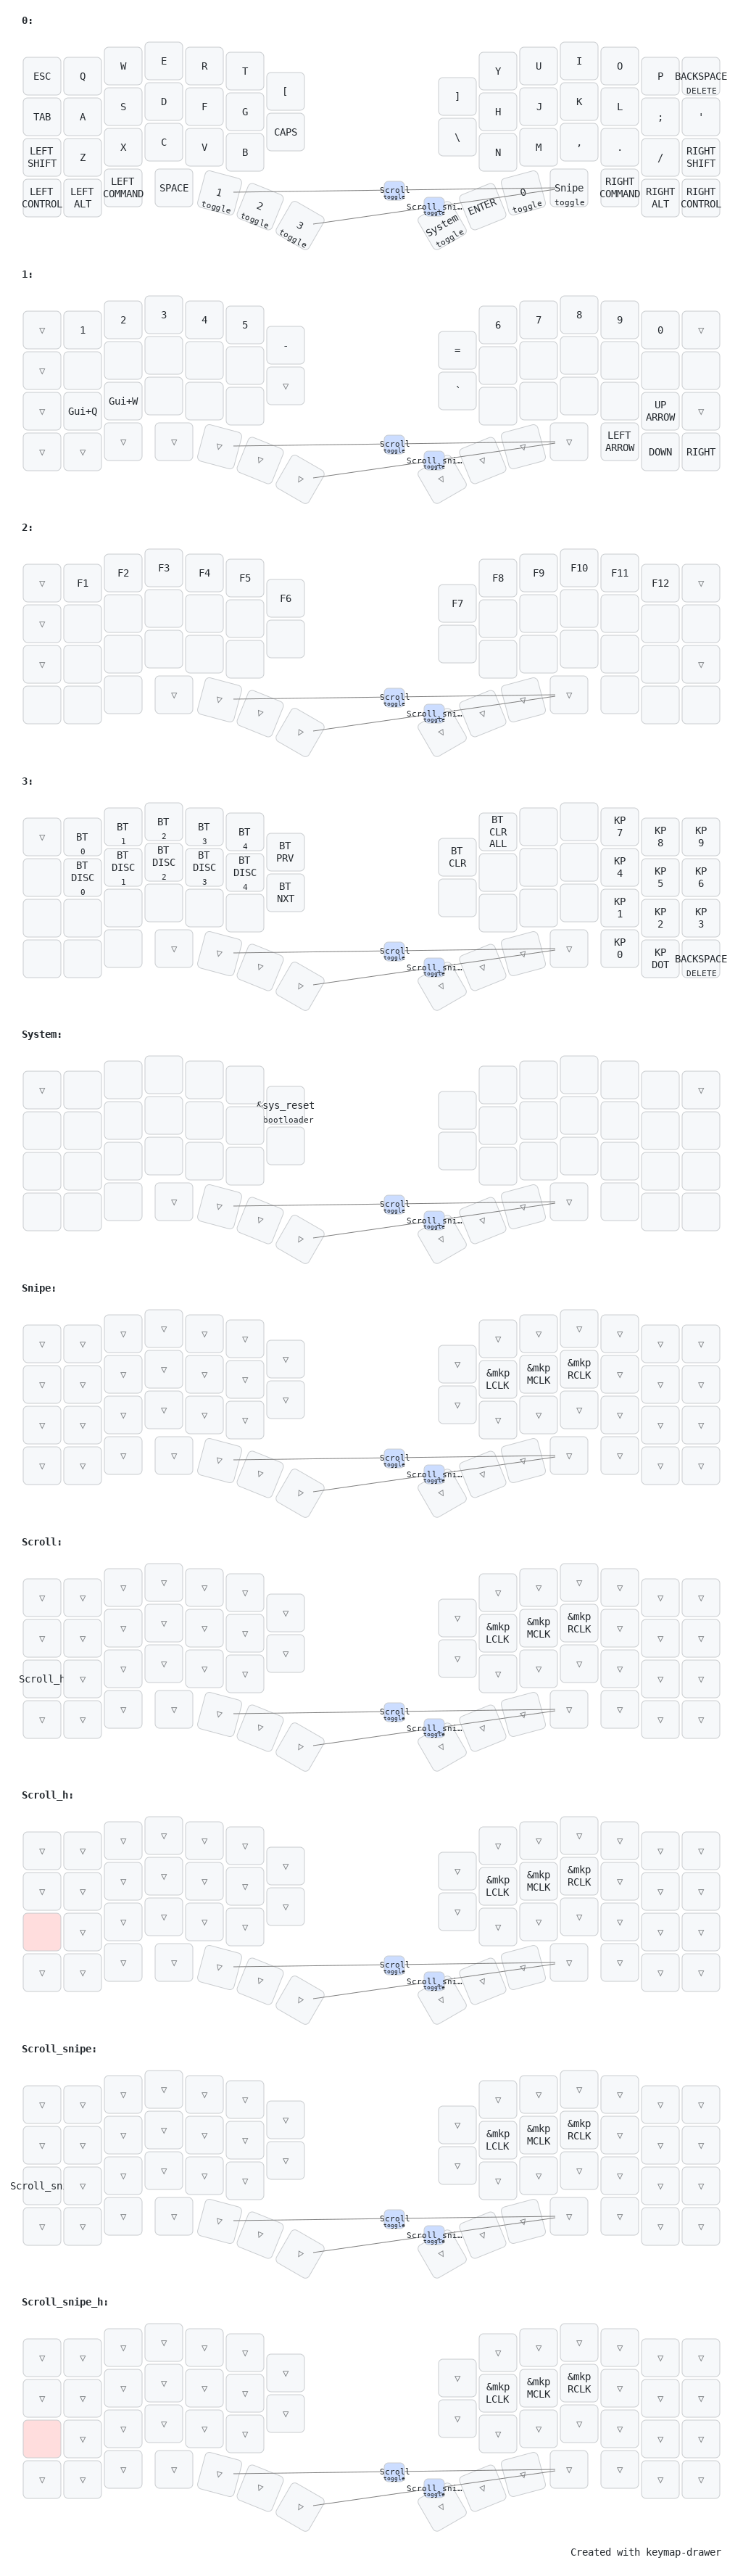 0:
ESC Q W E R T [ ] Y U I O P BACKSPACE
DELETE
TAB A S D F G CAPS \ H J K L ; '
LEFT SHIFT Z X C V B N M , . / RIGHT SHIFT
LEFT CONTROL LEFT ALT LEFT COMMAND SPACE 1 toggle 2 toggle 3 toggle System toggle ENTER 0 toggle Snipe toggle RIGHT COMMAND RIGHT ALT RIGHT CONTROL
Scroll toggle
Scroll_sni… toggle
1:
▽ 1 2 3 4 5 - = 6 7 8 9 0 ▽
▽ ▽ `
▽ Gui+Q Gui+W UP ARROW ▽
▽ ▽ ▽ ▽ ▽ ▽ ▽ ▽ ▽ ▽ ▽ LEFT ARROW DOWN RIGHT
Scroll toggle
Scroll_sni… toggle
2:
▽ F1 F2 F3 F4 F5 F6 F7 F8 F9 F10 F11 F12 ▽
▽
▽ ▽
▽ ▽ ▽ ▽ ▽ ▽ ▽ ▽
Scroll toggle
Scroll_sni… toggle
3:
▽ BT 0 BT 1 BT 2 BT 3 BT 4 BT PRV BT CLR BT CLR ALL KP 7 KP 8 KP 9
BT DISC 0 BT DISC 1 BT DISC 2 BT DISC 3 BT DISC 4 BT NXT KP 4 KP 5 KP 6
KP 1 KP 2 KP 3
▽ ▽ ▽ ▽ ▽ ▽ ▽ ▽ KP 0 KP DOT BACKSPACE DELETE
Scroll toggle
Scroll_sni… toggle
System:
▽ &sys_reset bootloader ▽
▽ ▽ ▽ ▽ ▽ ▽ ▽ ▽
Scroll toggle
Scroll_sni… toggle
Snipe:
▽ ▽ ▽ ▽ ▽ ▽ ▽ ▽ ▽ ▽ ▽ ▽ ▽ ▽
▽ ▽ ▽ ▽ ▽ ▽ ▽ ▽ &mkp LCLK &mkp MCLK &mkp RCLK ▽ ▽ ▽
▽ ▽ ▽ ▽ ▽ ▽ ▽ ▽ ▽ ▽ ▽ ▽
▽ ▽ ▽ ▽ ▽ ▽ ▽ ▽ ▽ ▽ ▽ ▽ ▽ ▽
Scroll toggle
Scroll_sni… toggle
Scroll:
▽ ▽ ▽ ▽ ▽ ▽ ▽ ▽ ▽ ▽ ▽ ▽ ▽ ▽
▽ ▽ ▽ ▽ ▽ ▽ ▽ ▽ &mkp LCLK &mkp MCLK &mkp RCLK ▽ ▽ ▽
Scroll_h ▽ ▽ ▽ ▽ ▽ ▽ ▽ ▽ ▽ ▽ ▽
▽ ▽ ▽ ▽ ▽ ▽ ▽ ▽ ▽ ▽ ▽ ▽ ▽ ▽
Scroll toggle
Scroll_sni… toggle
Scroll_h:
▽ ▽ ▽ ▽ ▽ ▽ ▽ ▽ ▽ ▽ ▽ ▽ ▽ ▽
▽ ▽ ▽ ▽ ▽ ▽ ▽ ▽ &mkp LCLK &mkp MCLK &mkp RCLK ▽ ▽ ▽
▽ ▽ ▽ ▽ ▽ ▽ ▽ ▽ ▽ ▽ ▽
▽ ▽ ▽ ▽ ▽ ▽ ▽ ▽ ▽ ▽ ▽ ▽ ▽ ▽
Scroll toggle
Scroll_sni… toggle
Scroll_snipe:
▽ ▽ ▽ ▽ ▽ ▽ ▽ ▽ ▽ ▽ ▽ ▽ ▽ ▽
▽ ▽ ▽ ▽ ▽ ▽ ▽ ▽ &mkp LCLK &mkp MCLK &mkp RCLK ▽ ▽ ▽
Scroll_sn ▽ ▽ ▽ ▽ ▽ ▽ ▽ ▽ ▽ ▽ ▽
▽ ▽ ▽ ▽ ▽ ▽ ▽ ▽ ▽ ▽ ▽ ▽ ▽ ▽
Scroll toggle
Scroll_sni… toggle
Scroll_snipe_h:
▽ ▽ ▽ ▽ ▽ ▽ ▽ ▽ ▽ ▽ ▽ ▽ ▽ ▽
▽ ▽ ▽ ▽ ▽ ▽ ▽ ▽ &mkp LCLK &mkp MCLK &mkp RCLK ▽ ▽ ▽
▽ ▽ ▽ ▽ ▽ ▽ ▽ ▽ ▽ ▽ ▽
▽ ▽ ▽ ▽ ▽ ▽ ▽ ▽ ▽ ▽ ▽ ▽ ▽ ▽
Scroll toggle
Scroll_sni… toggle
Created with keymap-drawer